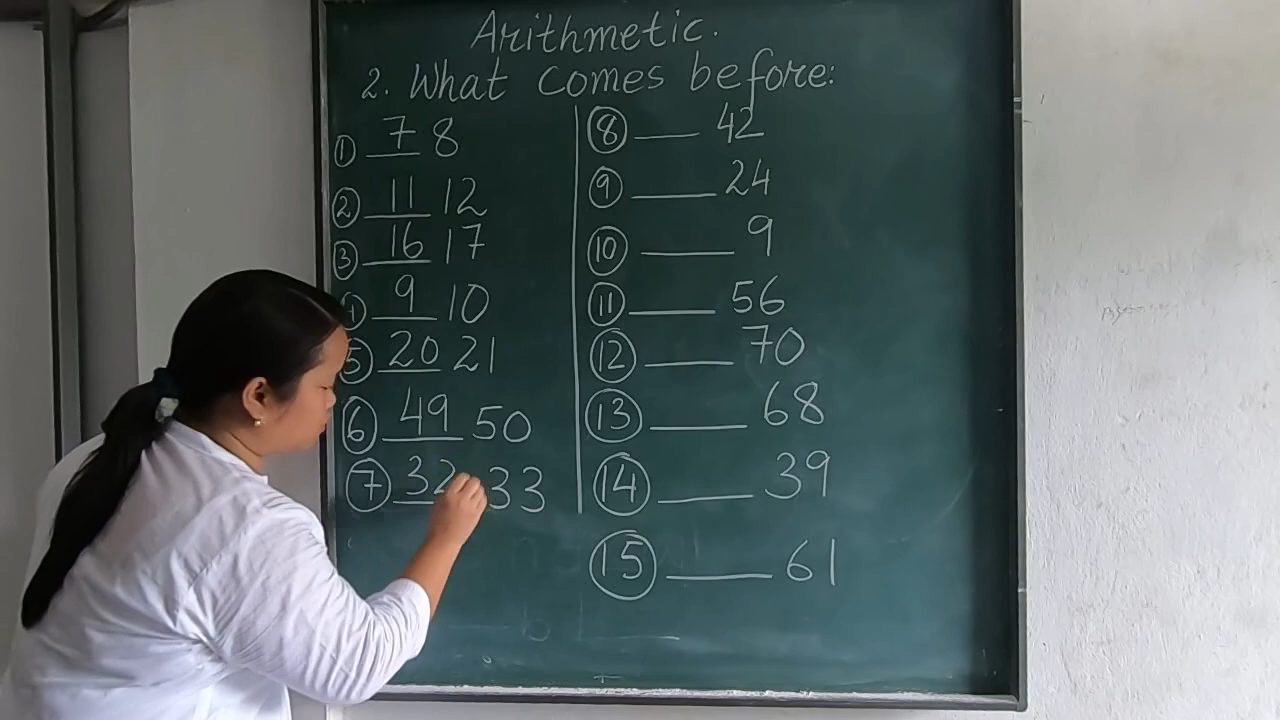 Arithmetic.
2. What comes before:
① 7 8
② 11 12
③ 16 17
④ 9 10
⑤ 20 21
⑥ 49 50
⑦ 32 33
⑧ ___ 42
⑨ ___ 24
⑩ ___ 9
⑪ ___ 56
⑫ ___ 70
⑬ ___ 68
⑭ ___ 39
⑮ ___ 61